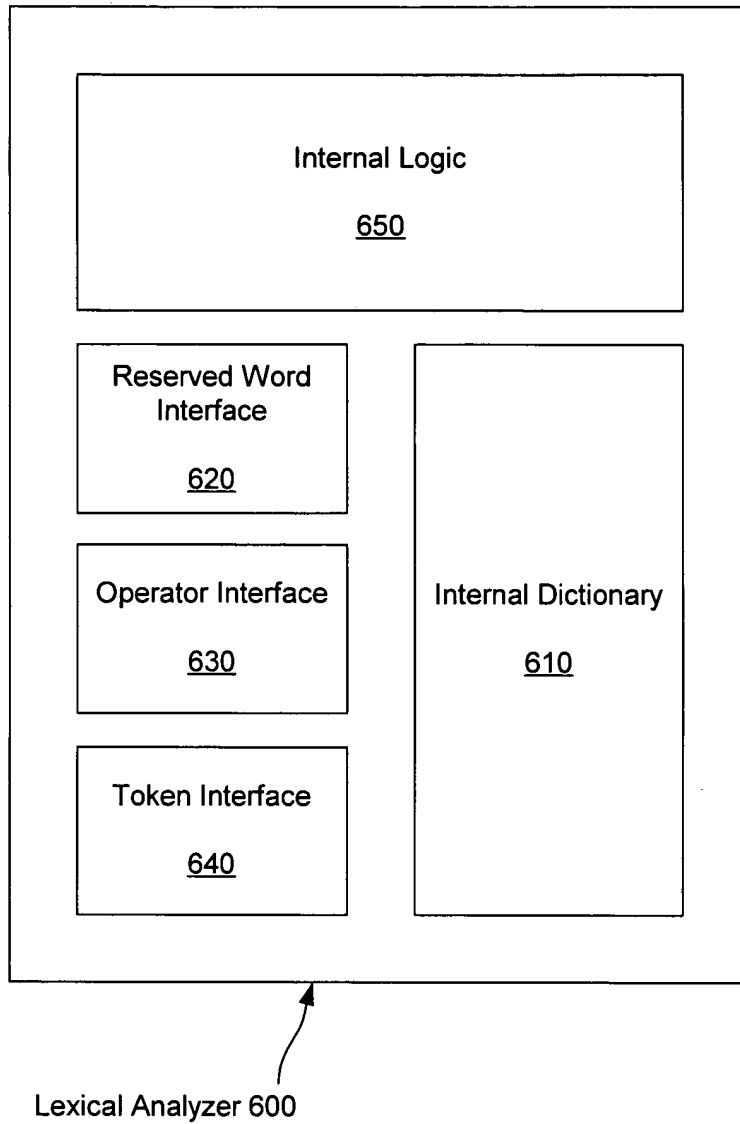 Internal Logic
650
Reserved Word
Interface
620
Operator Interface
630
Token Interface
640
Internal Dictionary
610
Lexical Analyzer 600